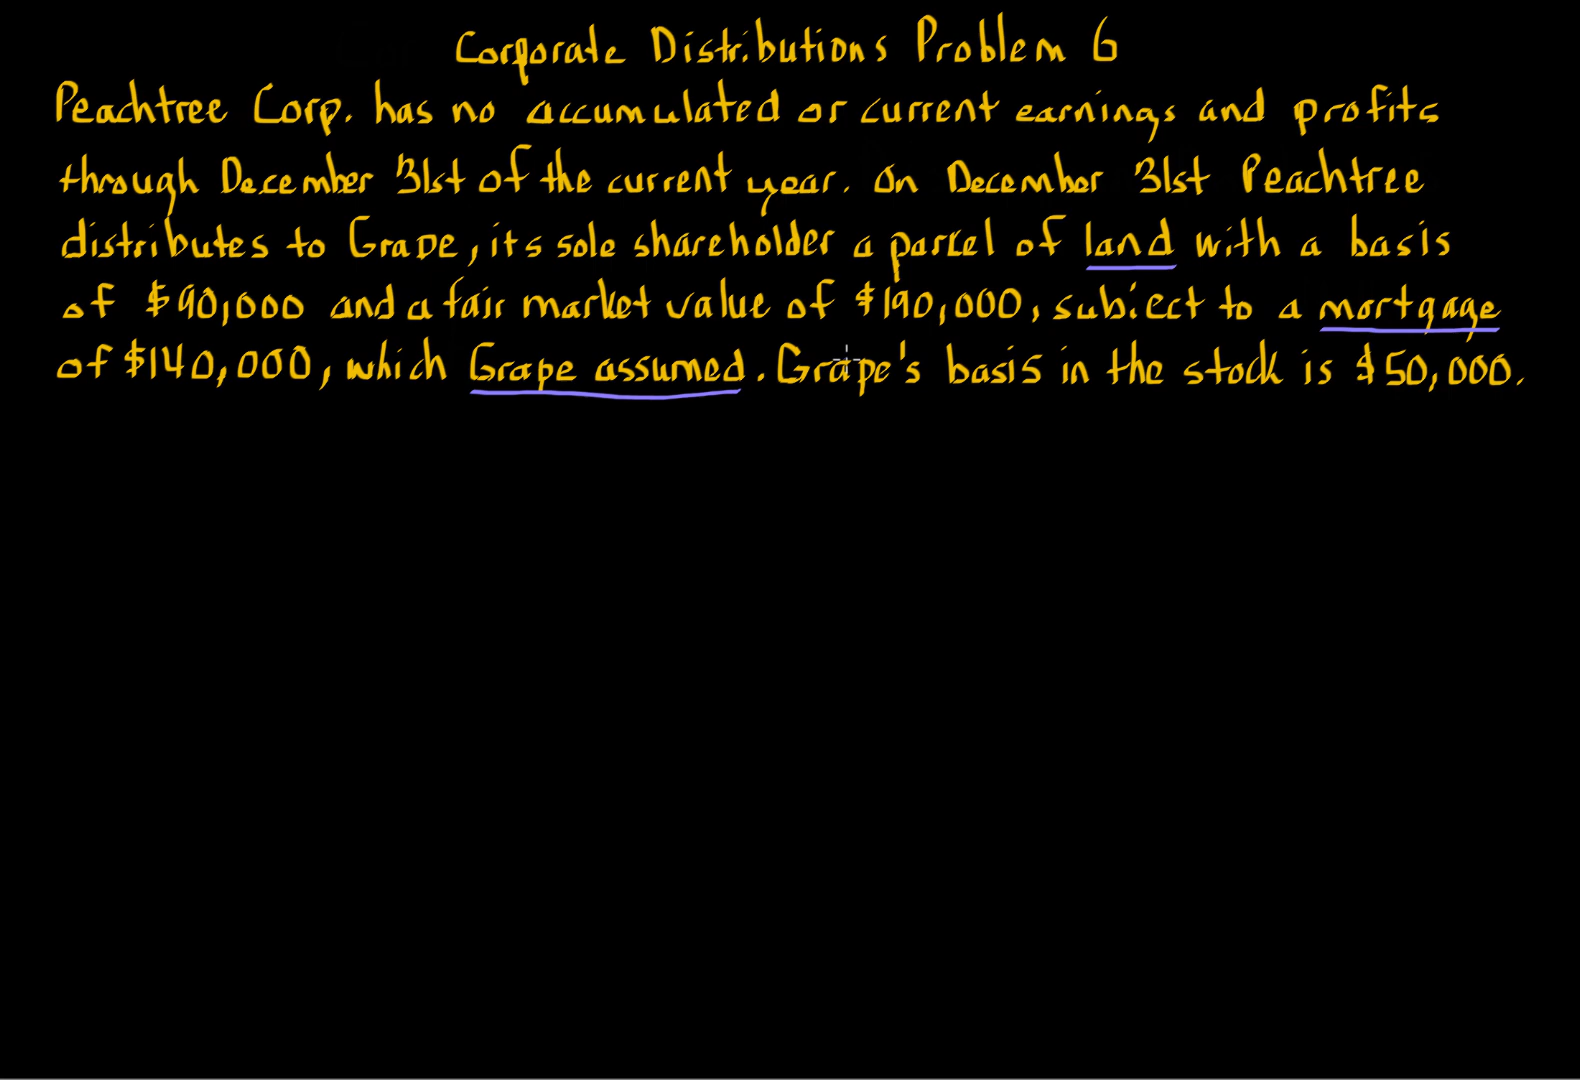 Corporate Distributions Problem 6
Peachtree Corp. has no accumulated or current earnings and profits
through December 31st of the current year. On December 31st Peachtree
distributes to Grape, its sole shareholder a parcel of land with a basis
of $90,000 and a fair market value of $190,000, subject to a mortgage
of $140,000, which Grape assumed. Grape's basis in the stock is $50,000.